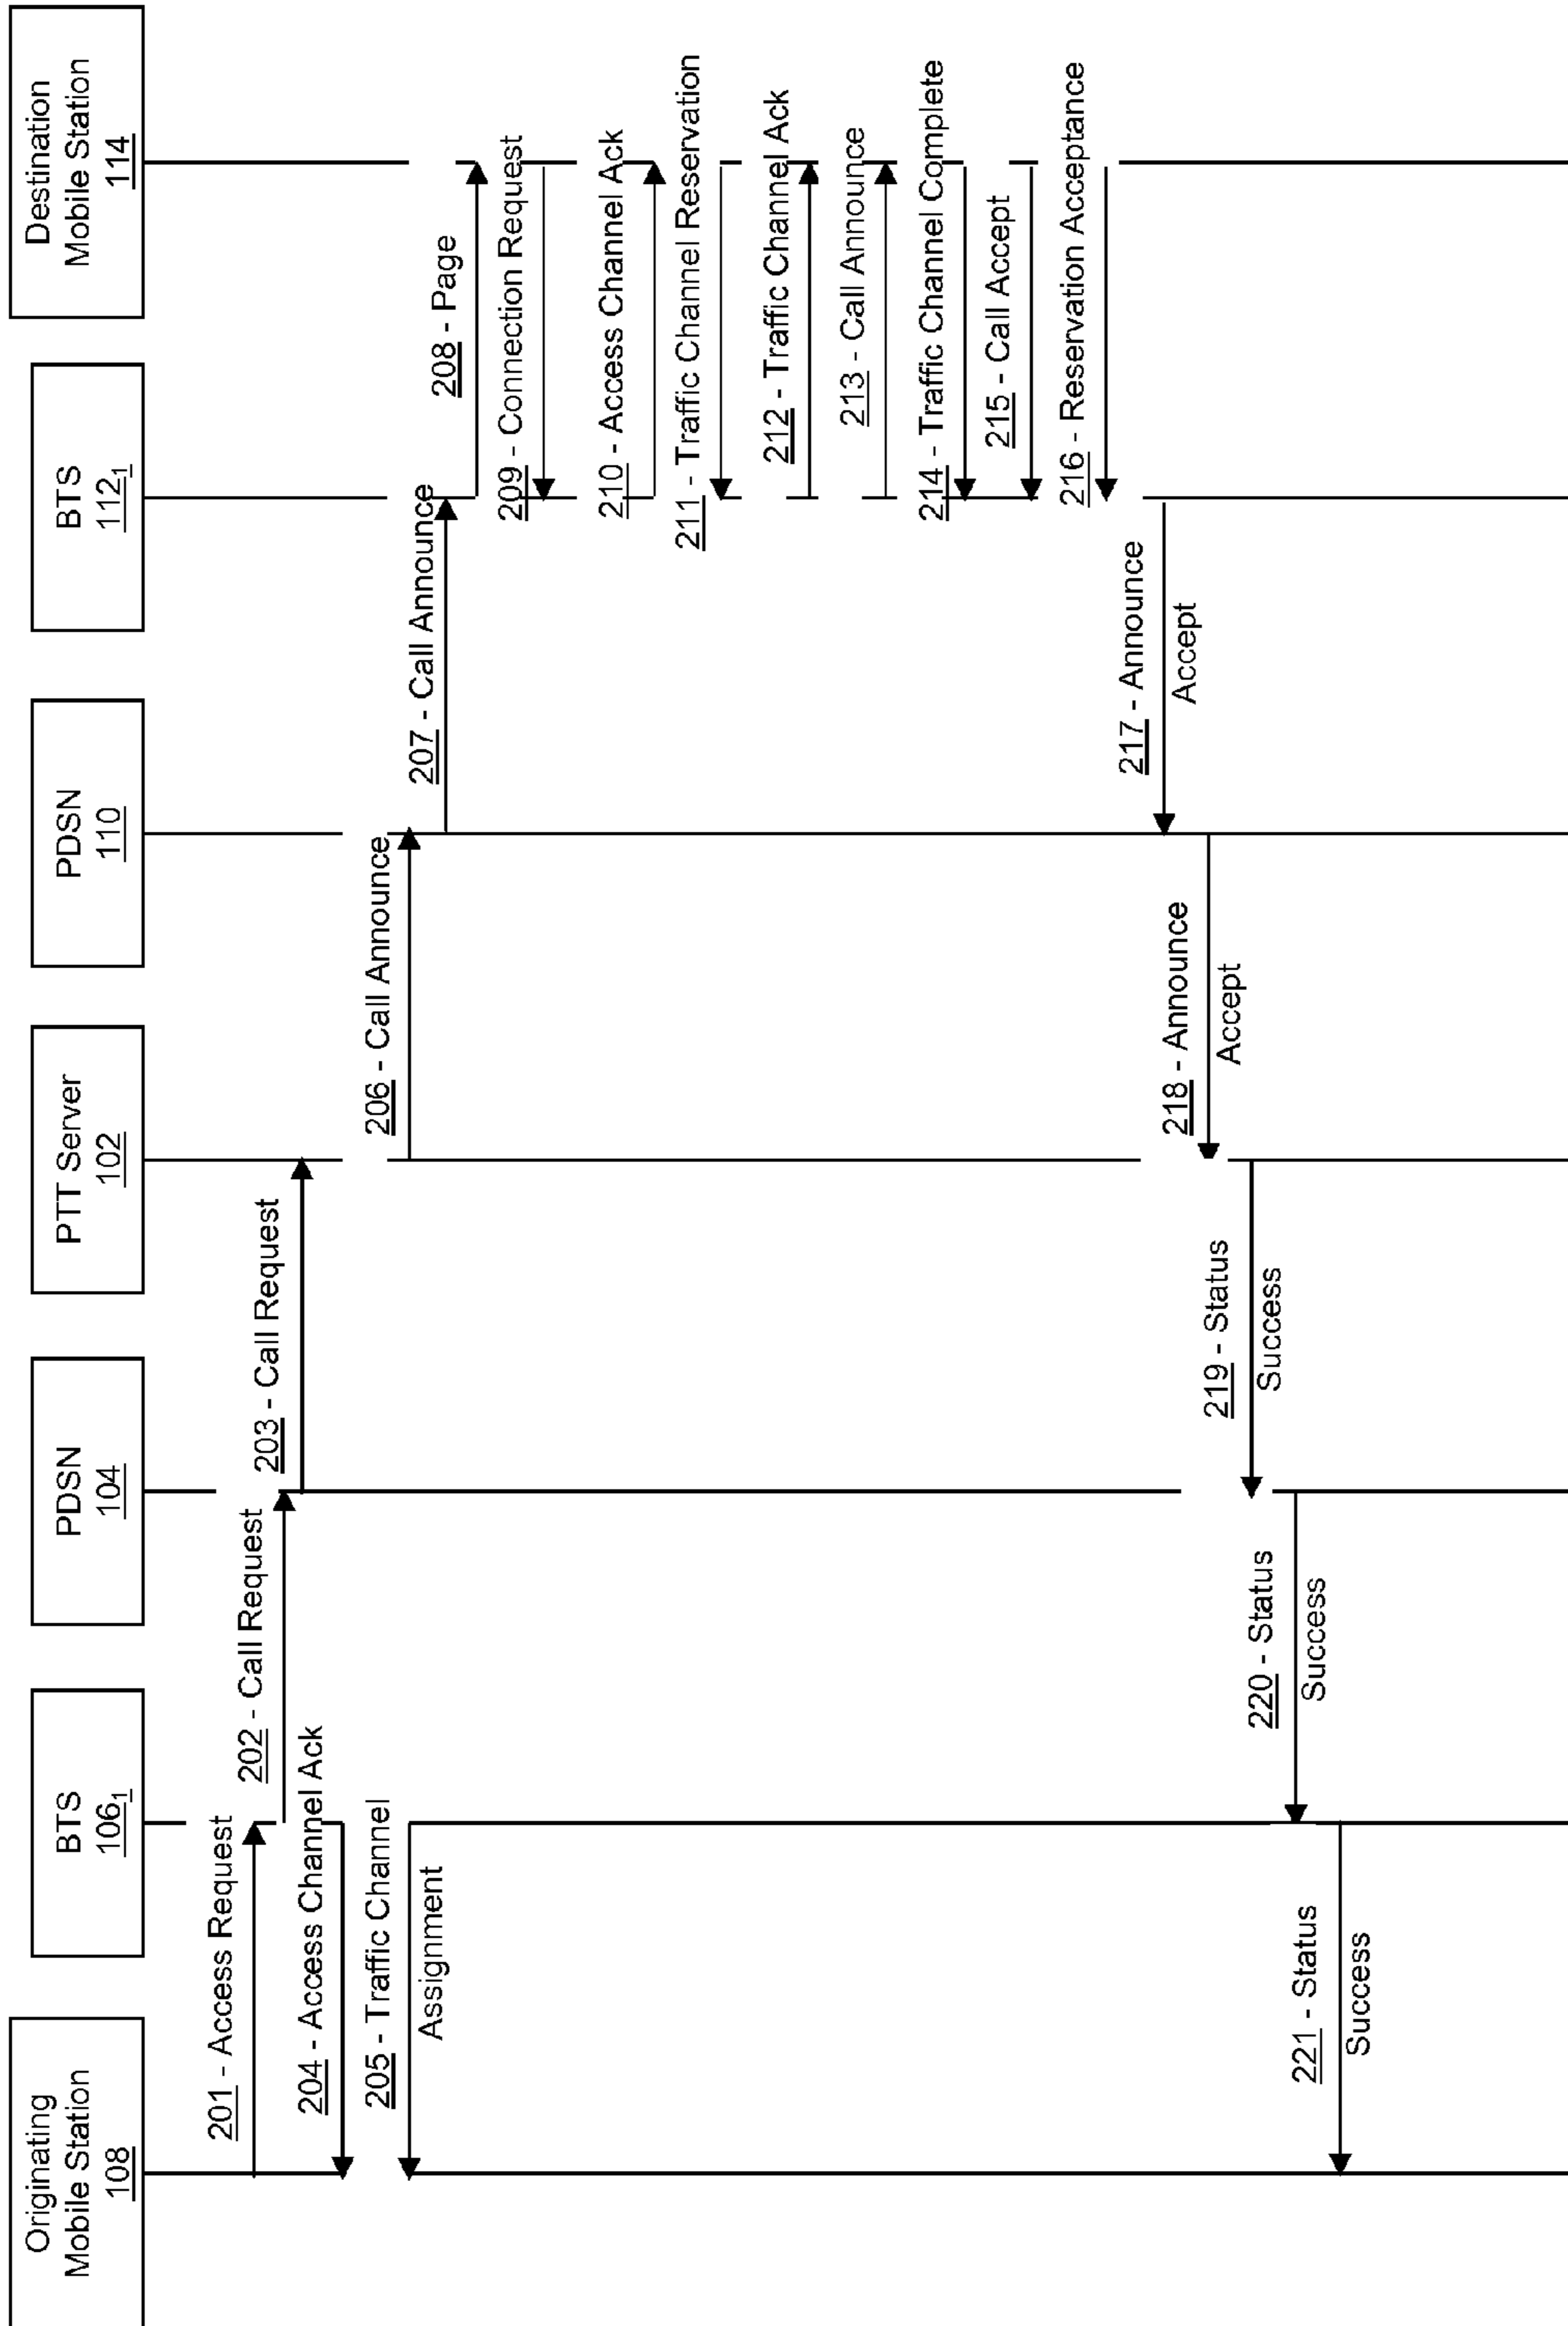 Originating
Mobile Station
108
BTS
106₁
PDSN
104
PTT Server
102
PDSN
110
BTS
112₁
Destination
Mobile Station
114
201 - Access Request
202 - Call Request
203 - Call Request
204 - Access Channel Ack
205 - Traffic Channel
Assignment
206 - Call Announce
207 - Call Announce
208 - Page
209 - Connection Request
210 - Access Channel Ack
211 - Traffic Channel Reservation
212 - Traffic Channel Ack
213 - Call Announce
214 - Traffic Channel Complete
215 - Call Accept
216 - Reservation Acceptance
217 - Announce
Accept
218 - Announce
Accept
219 - Status
Success
220 - Status
Success
221 - Status
Success